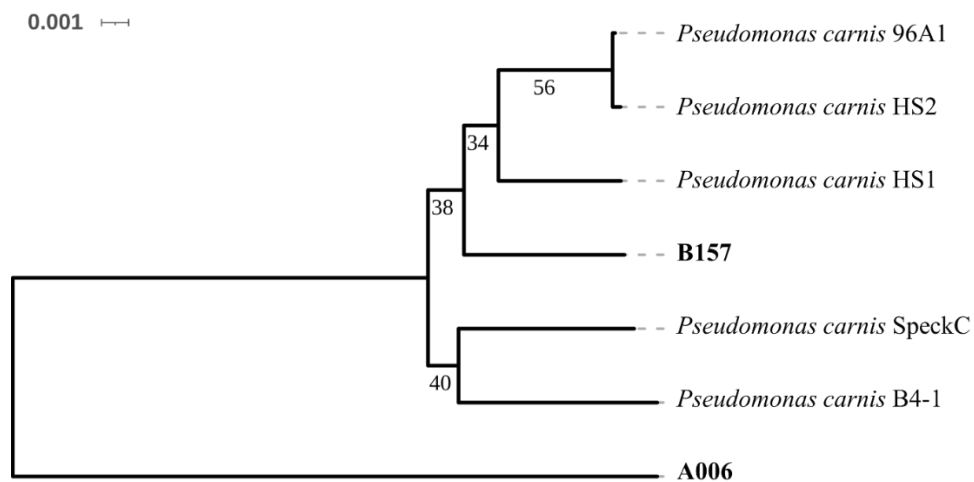 0.001
Pseudomonas carnis 96A1
56
Pseudomonas carnis HS2
34
Pseudomonas carnis HS1
38
B157
Pseudomonas carnis SpeckC
40
Pseudomonas carnis B4-1
A006